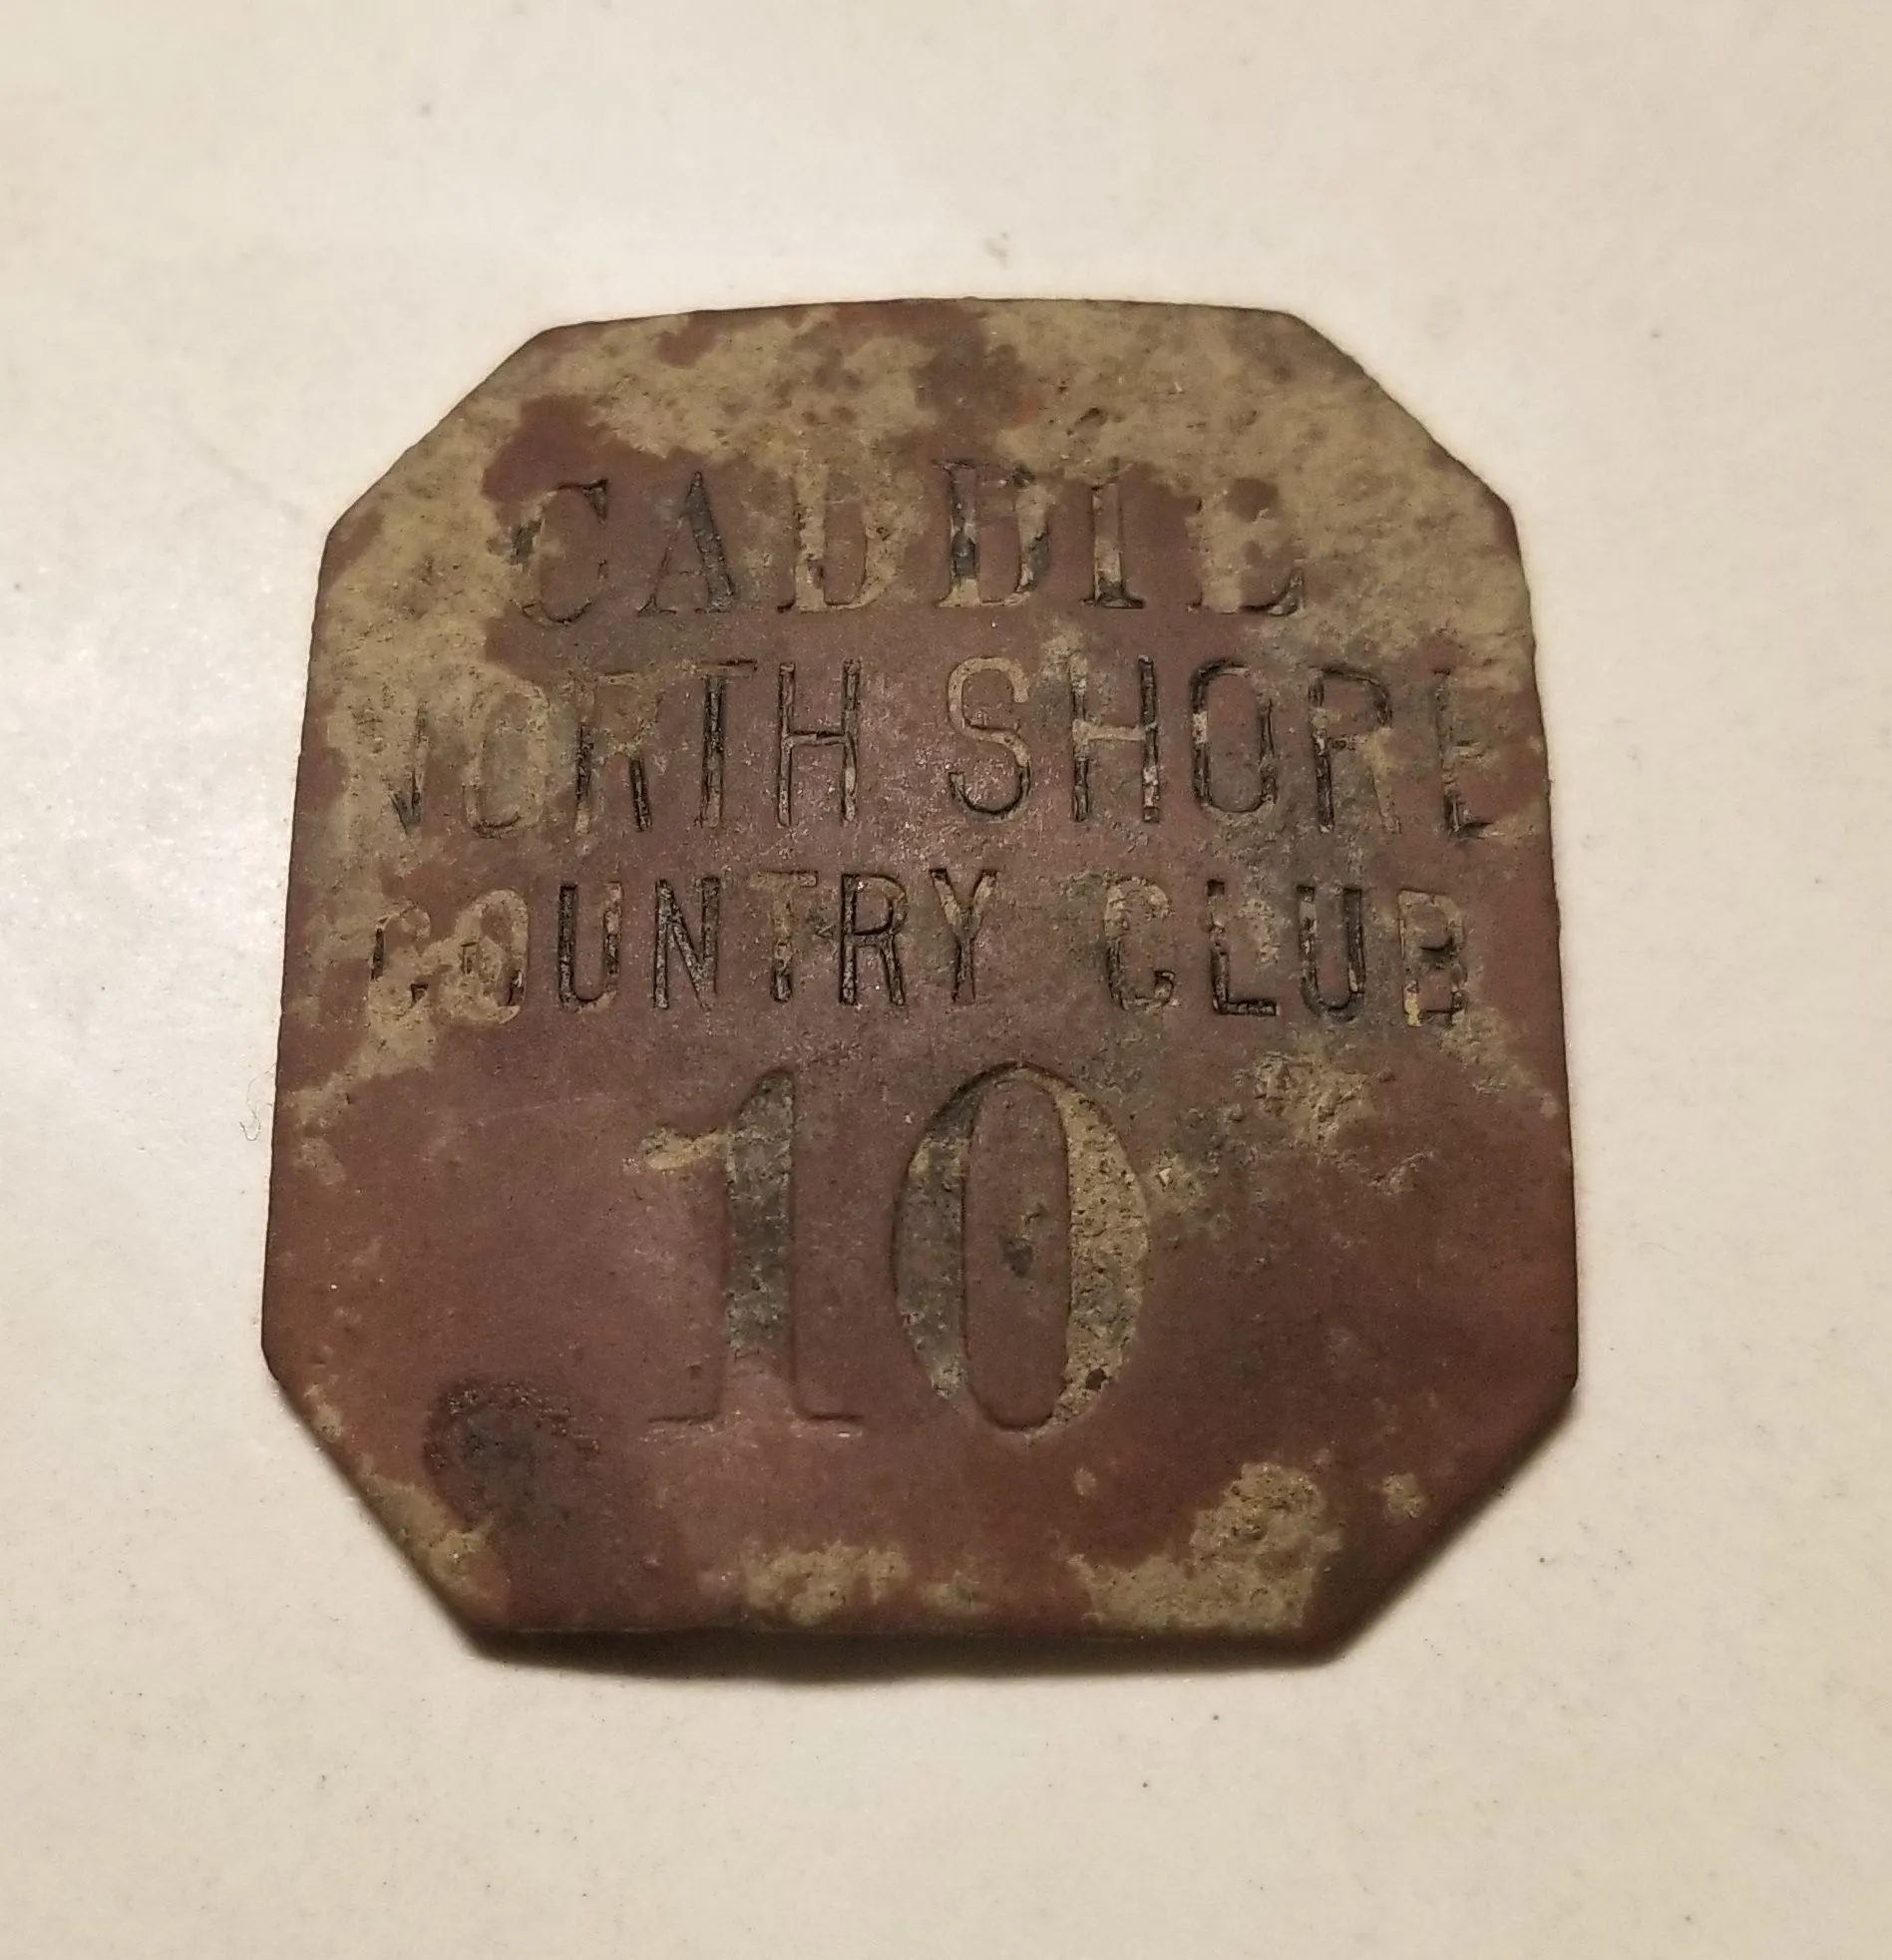 CADDIE
NORTH SHORE
COUNTRY CLUB
10